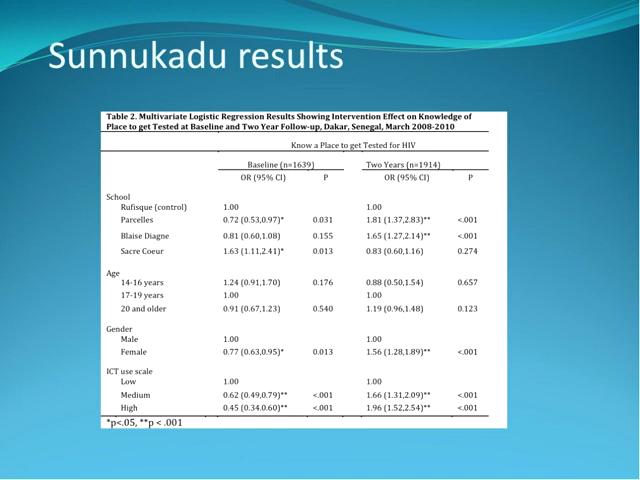 Sunnukadu results
Table 2. Multivariate Logistic Regression Results Showing Intervention Effect on Knowledge of
Place to get Tested at Baseline and Two Year Follow-up, Dakar, Senegal, March 2008-2010
Know a Place to get Tested for HIV
Baseline (n=1639) Two Years (n=1914)
OR (95% CI) P OR (95% CI) P
School
Rufisque (control) 1.00 1.00
Parcelles 0.72 (0.53,0.97)* 0.031 1.81 (1.37,2.83)** <.001
Blaise Diagne 0.81 (0.60,1.08) 0.155 1.65 (1.27,2.14)** <.001
Sacre Coeur 1.63 (1.11,2.41)* 0.013 0.83 (0.60,1.16) 0.274
Age
14-16 years 1.24 (0.91,1.70) 0.176 0.88 (0.50,1.54) 0.657
17-19 years 1.00 1.00
20 and older 0.91 (0.67,1.23) 0.540 1.19 (0.96,1.48) 0.123
Gender
Male 1.00 1.00
Female 0.77 (0.63,0.95)* 0.013 1.56 (1.28,1.89)** <.001
ICT use scale
Low 1.00 1.00
Medium 0.62 (0.49,0.79)** <.001 1.66 (1.31,2.09)** <.001
High 0.45 (0.34.0.60)** <.001 1.96 (1.52,2.54)** <.001
*p<.05, **p < .001